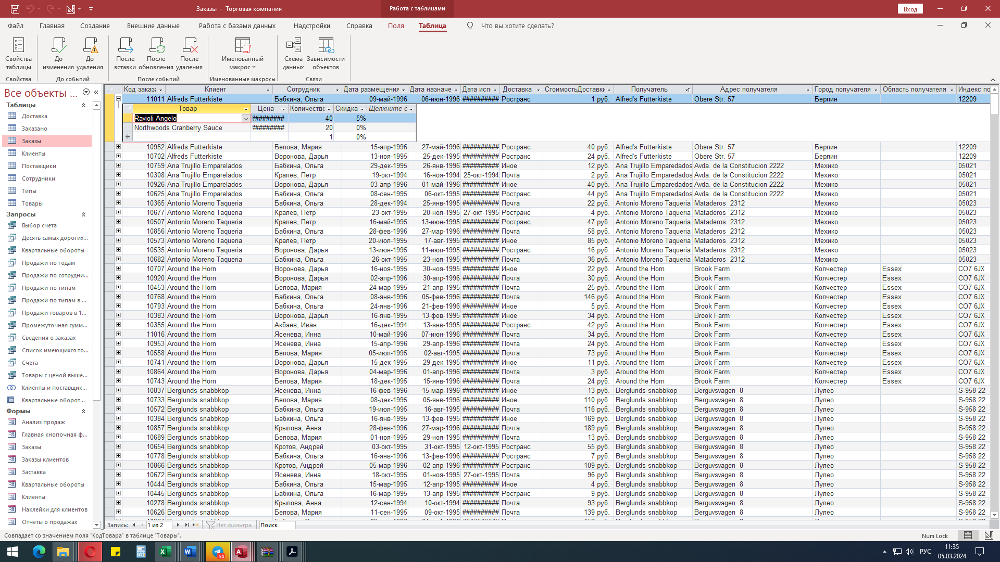 Заказы - Торговая компания
Работа с таблицами
Вход
Файл Главная Создание Внешние данные Работа с базами данных Надстройки Справка Поля Таблица Что вы хотите сделать?
Свойства таблицы
До изменения
До удаления
После вставки
После обновления
После удаления
Именованный макрос
Схема данных
Зависимости объектов
Свойства До событий После событий Именованные макросы Связи
Все объекты ...
Таблицы
Доставка
Заказано
Заказы
Клиенты
Поставщики
Сотрудники
Типы
Товары
Запросы
Выбор счета
Десять самых дорогих...
Квартальные обороты
Продажи по годам
Продажи по сотрудни...
Продажи по типам
Продажи по типам в ...
Продажи товаров в 1...
Промежуточная сумм...
Сведения о заказах
Список имеющихся то...
Счета
Товары с ценой выше...
Клиенты и поставщик...
Квартальные оборот...
Формы
Анализ продаж
Главная кнопочная ф...
Заказы
Заказы клиентов
Заставка
Квартальные обороты
Клиенты
Наклейки для клиентов
Отчеты о продажах
Код заказа Клиент Сотрудник Дата размещения Дата назначе Дата исп Доставка СтоимостьДоставки Получатель Адрес получателя Город получателя Область получателя Индекс по
11011 Alfreds Futterkiste Бабкина, Ольга 09-май-1996 06-июн-1996 ########## Ространс 1 руб. Alfred's Futterkiste Obere Str. 57 Берлин 12209
Товар Цена Количество Скидка Щелкните д
Ravioli Angelo ######### 40 5%
Northwoods Cranberry Sauce ######### 20 0%
1 0%
10952 Alfreds Futterkiste Белова, Мария 15-апр-1996 27-май-1996 ########## Ространс 40 руб. Alfred's Futterkiste Obere Str. 57 Берлин 12209
10702 Alfreds Futterkiste Воронова, Дарья 13-ноя-1995 25-дек-1995 ########## Ространс 24 руб. Alfred's Futterkiste Obere Str. 57 Берлин 12209
10759 Ana Trujillo Emparelados Бабкина, Ольга 29-дек-1995 26-янв-1996 ########## Иное 12 руб. Ana Trujillo Emparedados Avda. de la Constitucion 2222 Мехико 05021
10308 Ana Trujillo Emparelados Кралев, Петр 19-окт-1994 16-ноя-1994 25-окт-1994 Почта 2 руб. Ana Trujillo Emparedados Avda. de la Constitucion 2222 Мехико 05021
10926 Ana Trujillo Emparelados Воронова, Дарья 03-апр-1996 01-май-1996 ########## Иное 40 руб. Ana Trujillo Emparedados Avda. de la Constitucion 2222 Мехико 05021
10625 Ana Trujillo Emparelados Бабкина, Ольга 08-сен-1995 06-окт-1995 ########## Ространс 44 руб. Ana Trujillo Emparedados Avda. de la Constitucion 2222 Мехико 05021
10365 Antonio Moreno Taqueria Бабкина, Ольга 28-дек-1994 25-янв-1995 ########## Почта 22 руб. Antonio Moreno Taqueria Mataderos 2312 Мехико 05023
10677 Antonio Moreno Taqueria Кралев, Петр 23-окт-1995 20-ноя-1995 27-окт-1995 Ространс 4 руб. Antonio Moreno Taqueria Mataderos 2312 Мехико 05023
10507 Antonio Moreno Taqueria Кралев, Петр 16-май-1995 13-июн-1995 ########## Ространс 47 руб. Antonio Moreno Taqueria Mataderos 2312 Мехико 05023
10856 Antonio Moreno Taqueria Бабкина, Ольга 28-фев-1996 27-мар-1996 ########## Почта 58 руб. Antonio Moreno Taqueria Mataderos 2312 Мехико 05023
10573 Antonio Moreno Taqueria Кралев, Петр 20-июл-1995 17-авг-1995 ########## Иное 85 руб. Antonio Moreno Taqueria Mataderos 2312 Мехико 05023
10535 Antonio Moreno Taqueria Воронова, Дарья 13-июн-1995 11-июл-1995 ########## Ространс 16 руб. Antonio Moreno Taqueria Mataderos 2312 Мехико 05023
10682 Antonio Moreno Taqueria Бабкина, Ольга 26-окт-1995 23-ноя-1995 ########## Почта 36 руб. Antonio Moreno Taqueria Mataderos 2312 Мехико 05023
10707 Around the Horn Воронова, Дарья 16-ноя-1995 30-ноя-1995 ########## Иное 22 руб. Around the Horn Brook Farm Колчестер Essex CO7 6JX
10920 Around the Horn Воронова, Дарья 02-апр-1996 30-апр-1996 ########## Почта 30 руб. Around the Horn Brook Farm Колчестер Essex CO7 6JX
10453 Around the Horn Белова, Мария 24-мар-1995 21-апр-1995 ########## Почта 25 руб. Around the Horn Brook Farm Колчестер Essex CO7 6JX
10768 Around the Horn Бабкина, Ольга 08-янв-1996 05-фев-1996 ########## Почта 146 руб. Around the Horn Brook Farm Колчестер Essex CO7 6JX
10793 Around the Horn Бабкина, Ольга 24-янв-1996 21-фев-1996 ########## Иное 5 руб. Around the Horn Brook Farm Колчестер Essex CO7 6JX
10383 Around the Horn Воронова, Дарья 16-янв-1995 13-фев-1995 ########## Иное 34 руб. Around the Horn Brook Farm Колчестер Essex CO7 6JX
10355 Around the Horn Акбаев, Иван 16-дек-1994 13-янв-1995 ########## Ространс 42 руб. Around the Horn Brook Farm Колчестер Essex CO7 6JX
11016 Around the Horn Ясенева, Инна 10-май-1996 07-июн-1996 ########## Почта 34 руб. Around the Horn Brook Farm Колчестер Essex CO7 6JX
10953 Around the Horn Ясенева, Инна 15-апр-1996 29-апр-1996 ########## Почта 24 руб. Around the Horn Brook Farm Колчестер Essex CO7 6JX
10558 Around the Horn Белова, Мария 05-июл-1995 02-авг-1995 ########## Почта 73 руб. Around the Horn Brook Farm Колчестер Essex CO7 6JX
10741 Around the Horn Воронова, Дарья 15-дек-1995 29-дек-1995 ########## Иное 11 руб. Around the Horn Brook Farm Колчестер Essex CO7 6JX
10864 Around the Horn Воронова, Дарья 04-мар-1996 01-апр-1996 ########## Почта 3 руб. Around the Horn Brook Farm Колчестер Essex CO7 6JX
10743 Around the Horn Белова, Мария 18-дек-1995 15-янв-1996 ########## Почта 24 руб. Around the Horn Brook Farm Колчестер Essex CO7 6JX
10837 Berglunds snabbkop Ясенева, Инна 16-фев-1996 15-мар-1996 ########## Иное 13 руб. Berglunds snabbkop Berguvsvagen 8 Лулео S-958 22
10733 Berglunds snabbkop Белова, Мария 08-дек-1995 05-янв-1996 ########## Иное 110 руб. Berglunds snabbkop Berguvsvagen 8 Лулео S-958 22
10572 Berglunds snabbkop Бабкина, Ольга 19-июл-1995 16-авг-1995 ########## Почта 116 руб. Berglunds snabbkop Berguvsvagen 8 Лулео S-958 22
10384 Berglunds snabbkop Бабкина, Ольга 16-янв-1995 13-фев-1995 ########## Иное 169 руб. Berglunds snabbkop Berguvsvagen 8 Лулео S-958 22
10857 Berglunds snabbkop Крылова, Анна 28-фев-1996 27-мар-1996 ########## Почта 189 руб. Berglunds snabbkop Berguvsvagen 8 Лулео S-958 22
10689 Berglunds snabbkop Белова, Мария 01-ноя-1995 29-ноя-1995 ########## Почта 13 руб. Berglunds snabbkop Berguvsvagen 8 Лулео S-958 22
10654 Berglunds snabbkop Кротов, Андрей 03-окт-1995 31-окт-1995 12-окт-1995 Ространс 55 руб. Berglunds snabbkop Berguvsvagen 8 Лулео S-958 22
10778 Berglunds snabbkop Бабкина, Ольга 16-янв-1996 13-фев-1996 ########## Ространс 7 руб. Berglunds snabbkop Berguvsvagen 8 Лулео S-958 22
10866 Berglunds snabbkop Кротов, Андрей 05-мар-1996 02-апр-1996 ########## Ространс 109 руб. Berglunds snabbkop Berguvsvagen 8 Лулео S-958 22
10672 Berglunds snabbkop Ясенева, Инна 18-окт-1995 01-ноя-1995 27-окт-1995 Почта 96 руб. Berglunds snabbkop Berguvsvagen 8 Лулео S-958 22
10444 Berglunds snabbkop Бабкина, Ольга 15-мар-1995 12-апр-1995 ########## Иное 4 руб. Berglunds snabbkop Berguvsvagen 8 Лулео S-958 22
10445 Berglunds snabbkop Бабкина, Ольга 16-мар-1995 13-апр-1995 ########## Ространс 9 руб. Berglunds snabbkop Berguvsvagen 8 Лулео S-958 22
10278 Berglunds snabbkop Крылова, Анна 12-сен-1994 10-окт-1994 ########## Почта 93 руб. Berglunds snabbkop Berguvsvagen 8 Лулео S-958 22
10626 Berglunds snabbkop Белова, Мария 11-сен-1995 09-окт-1995 ########## Почта 139 руб. Berglunds snabbkop Berguvsvagen 8 Лулео S-958 22
Запись: 1 из 2 Нет фильтра Поиск
Совпадает со значением поля "КодТовара" в таблице "Товары". Num Lock
90
РУС
11:35
05.03.2024